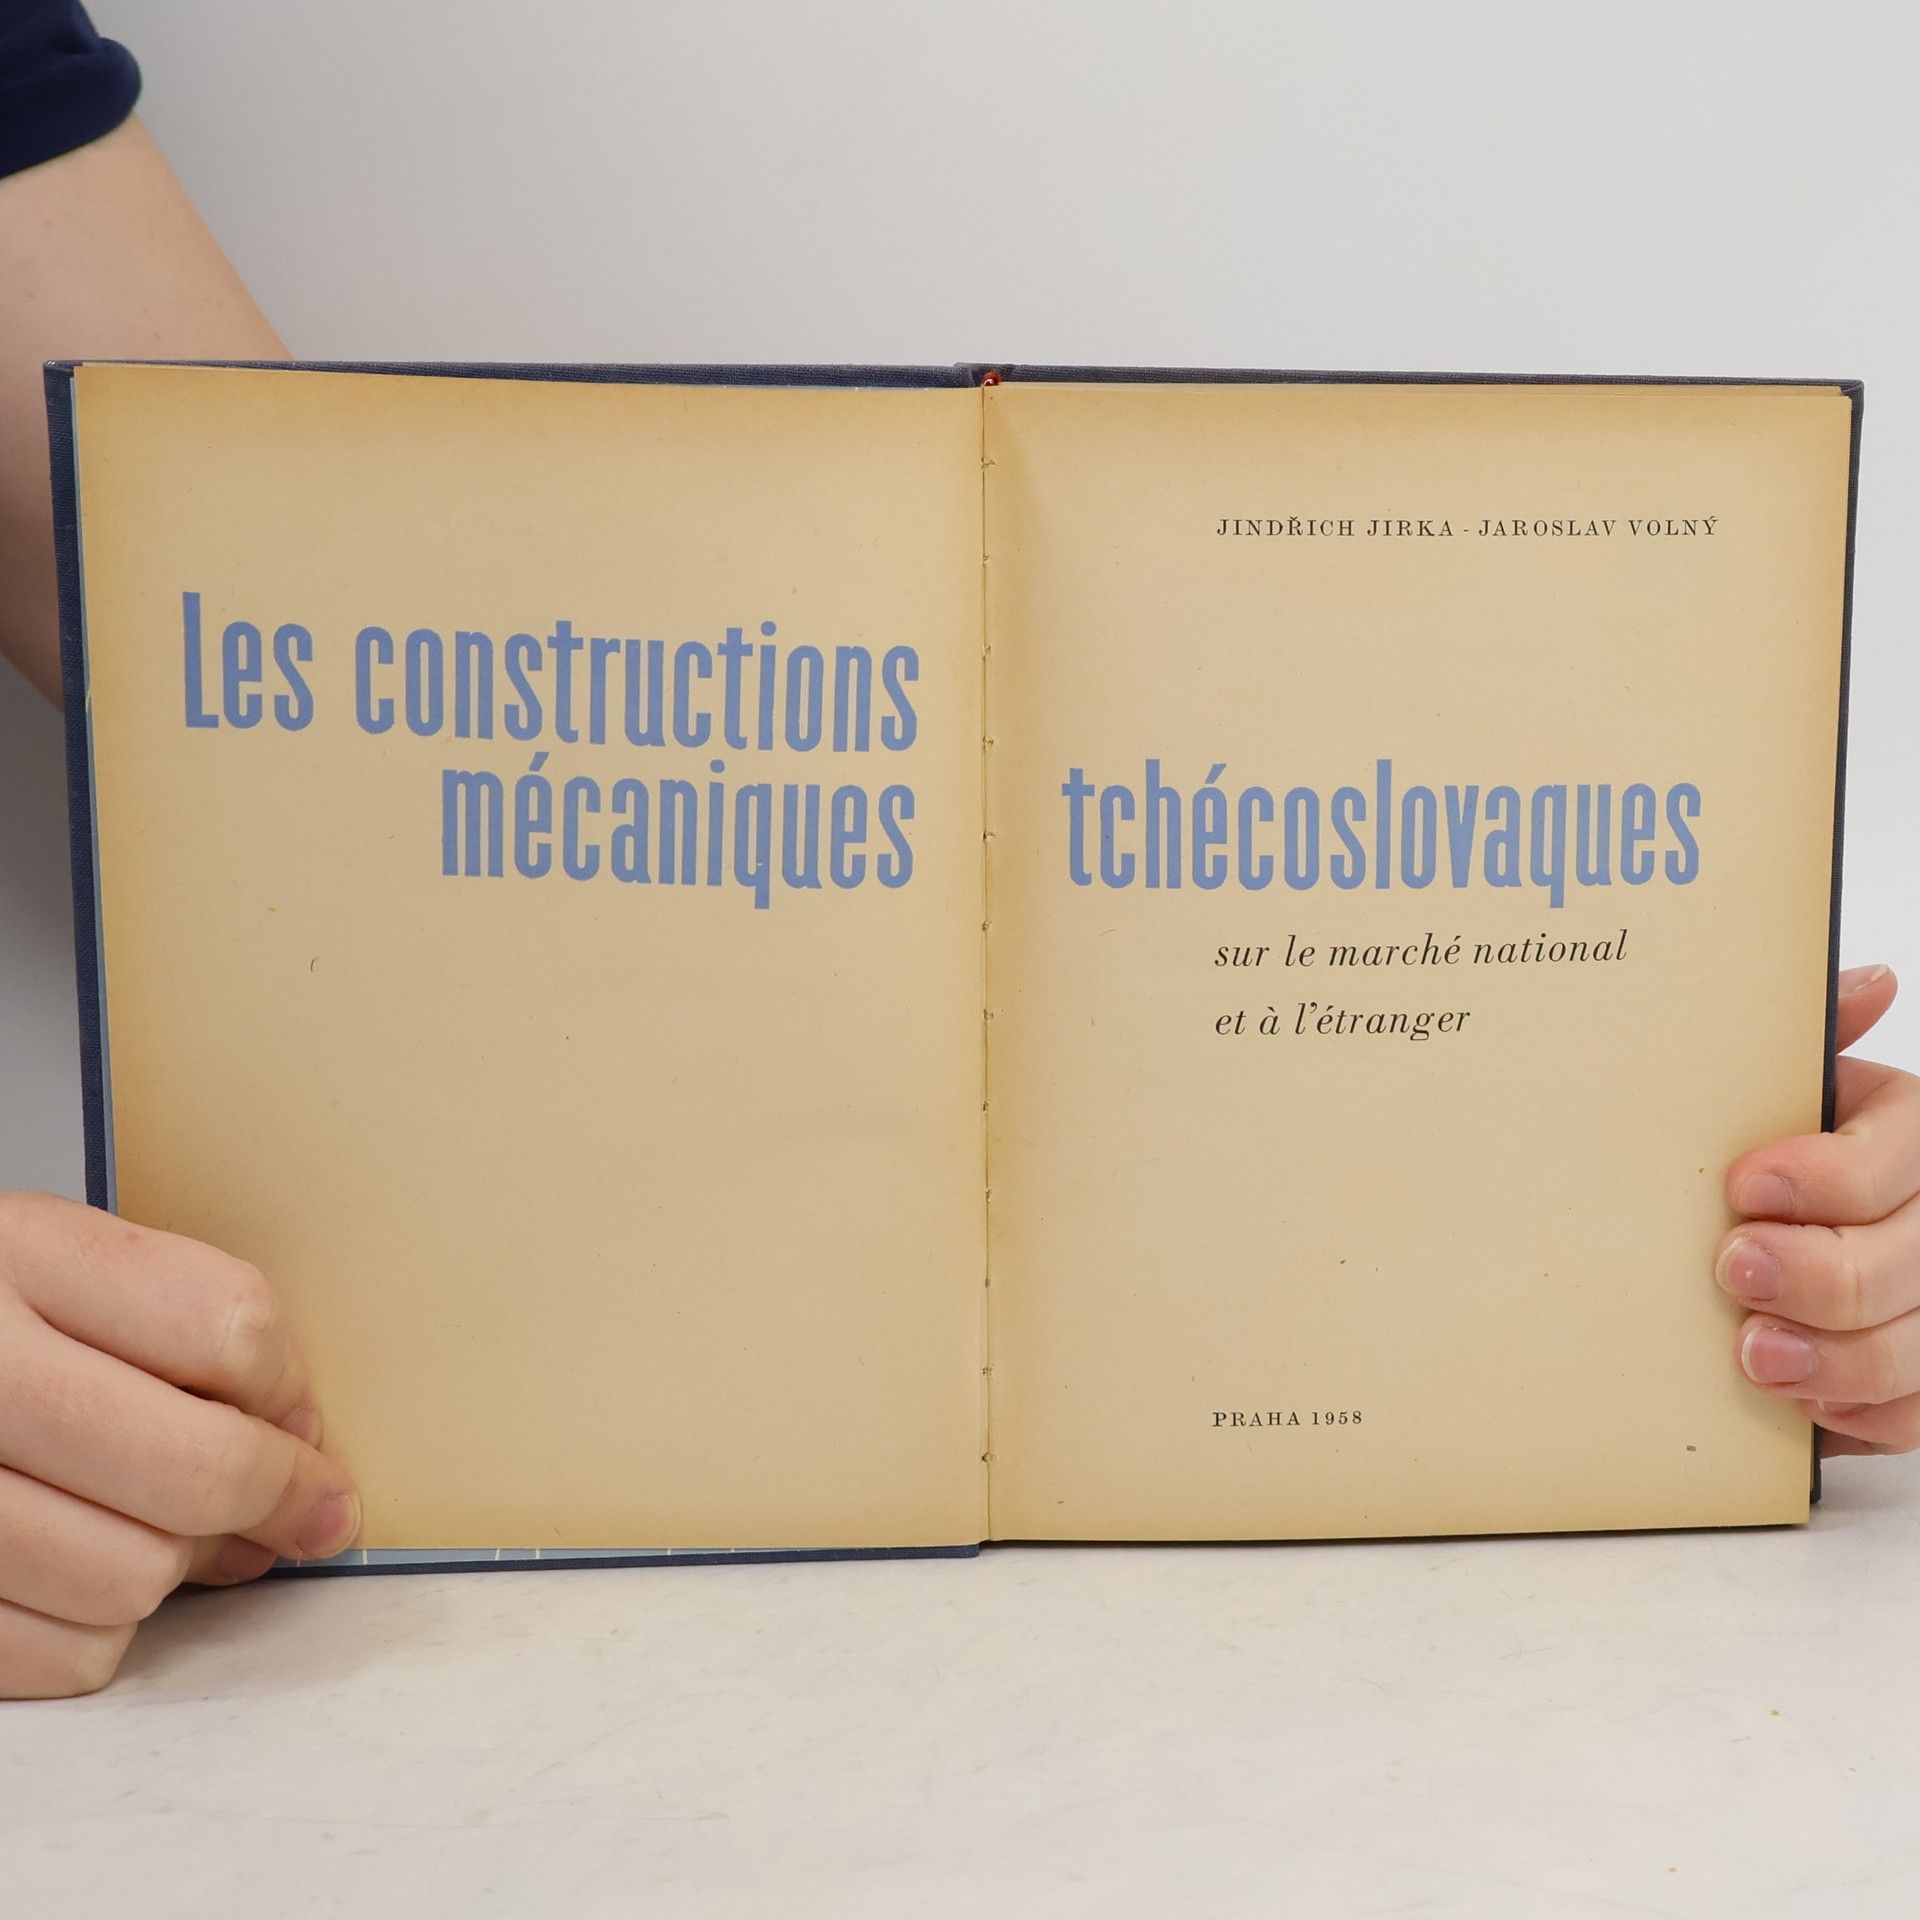 Les constructions
mécaniques
JINDŘICH JIRKA - JAROSLAV VOLNÝ
tchécoslovaques
sur le marché national
et à l'étranger
PRAHA 1958